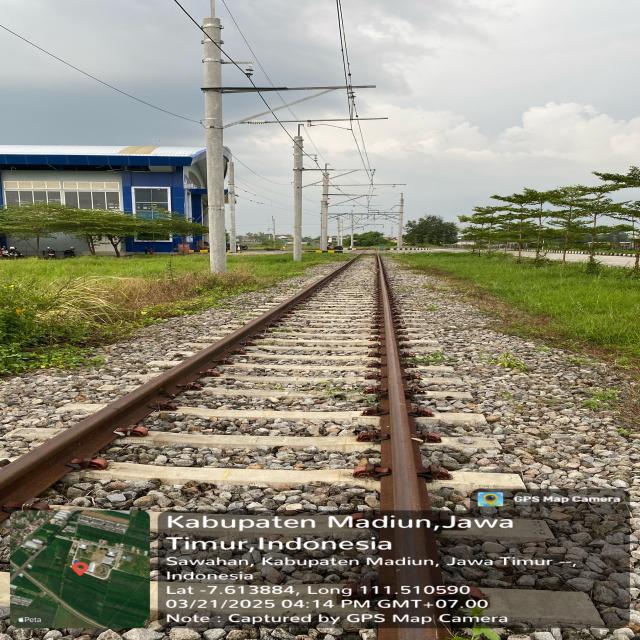 GPS Map Camera
Kabupaten Madiun,Jawa
Timur,Indonesia
Sawahan, Kabupaten Madiun, Jawa Timur --,
Indonesia
Lat -7.613884, Long 111.510590
03/21/2025 04:14 PM GMT+07.00
Note : Captured by GPS Map Camera
Peta